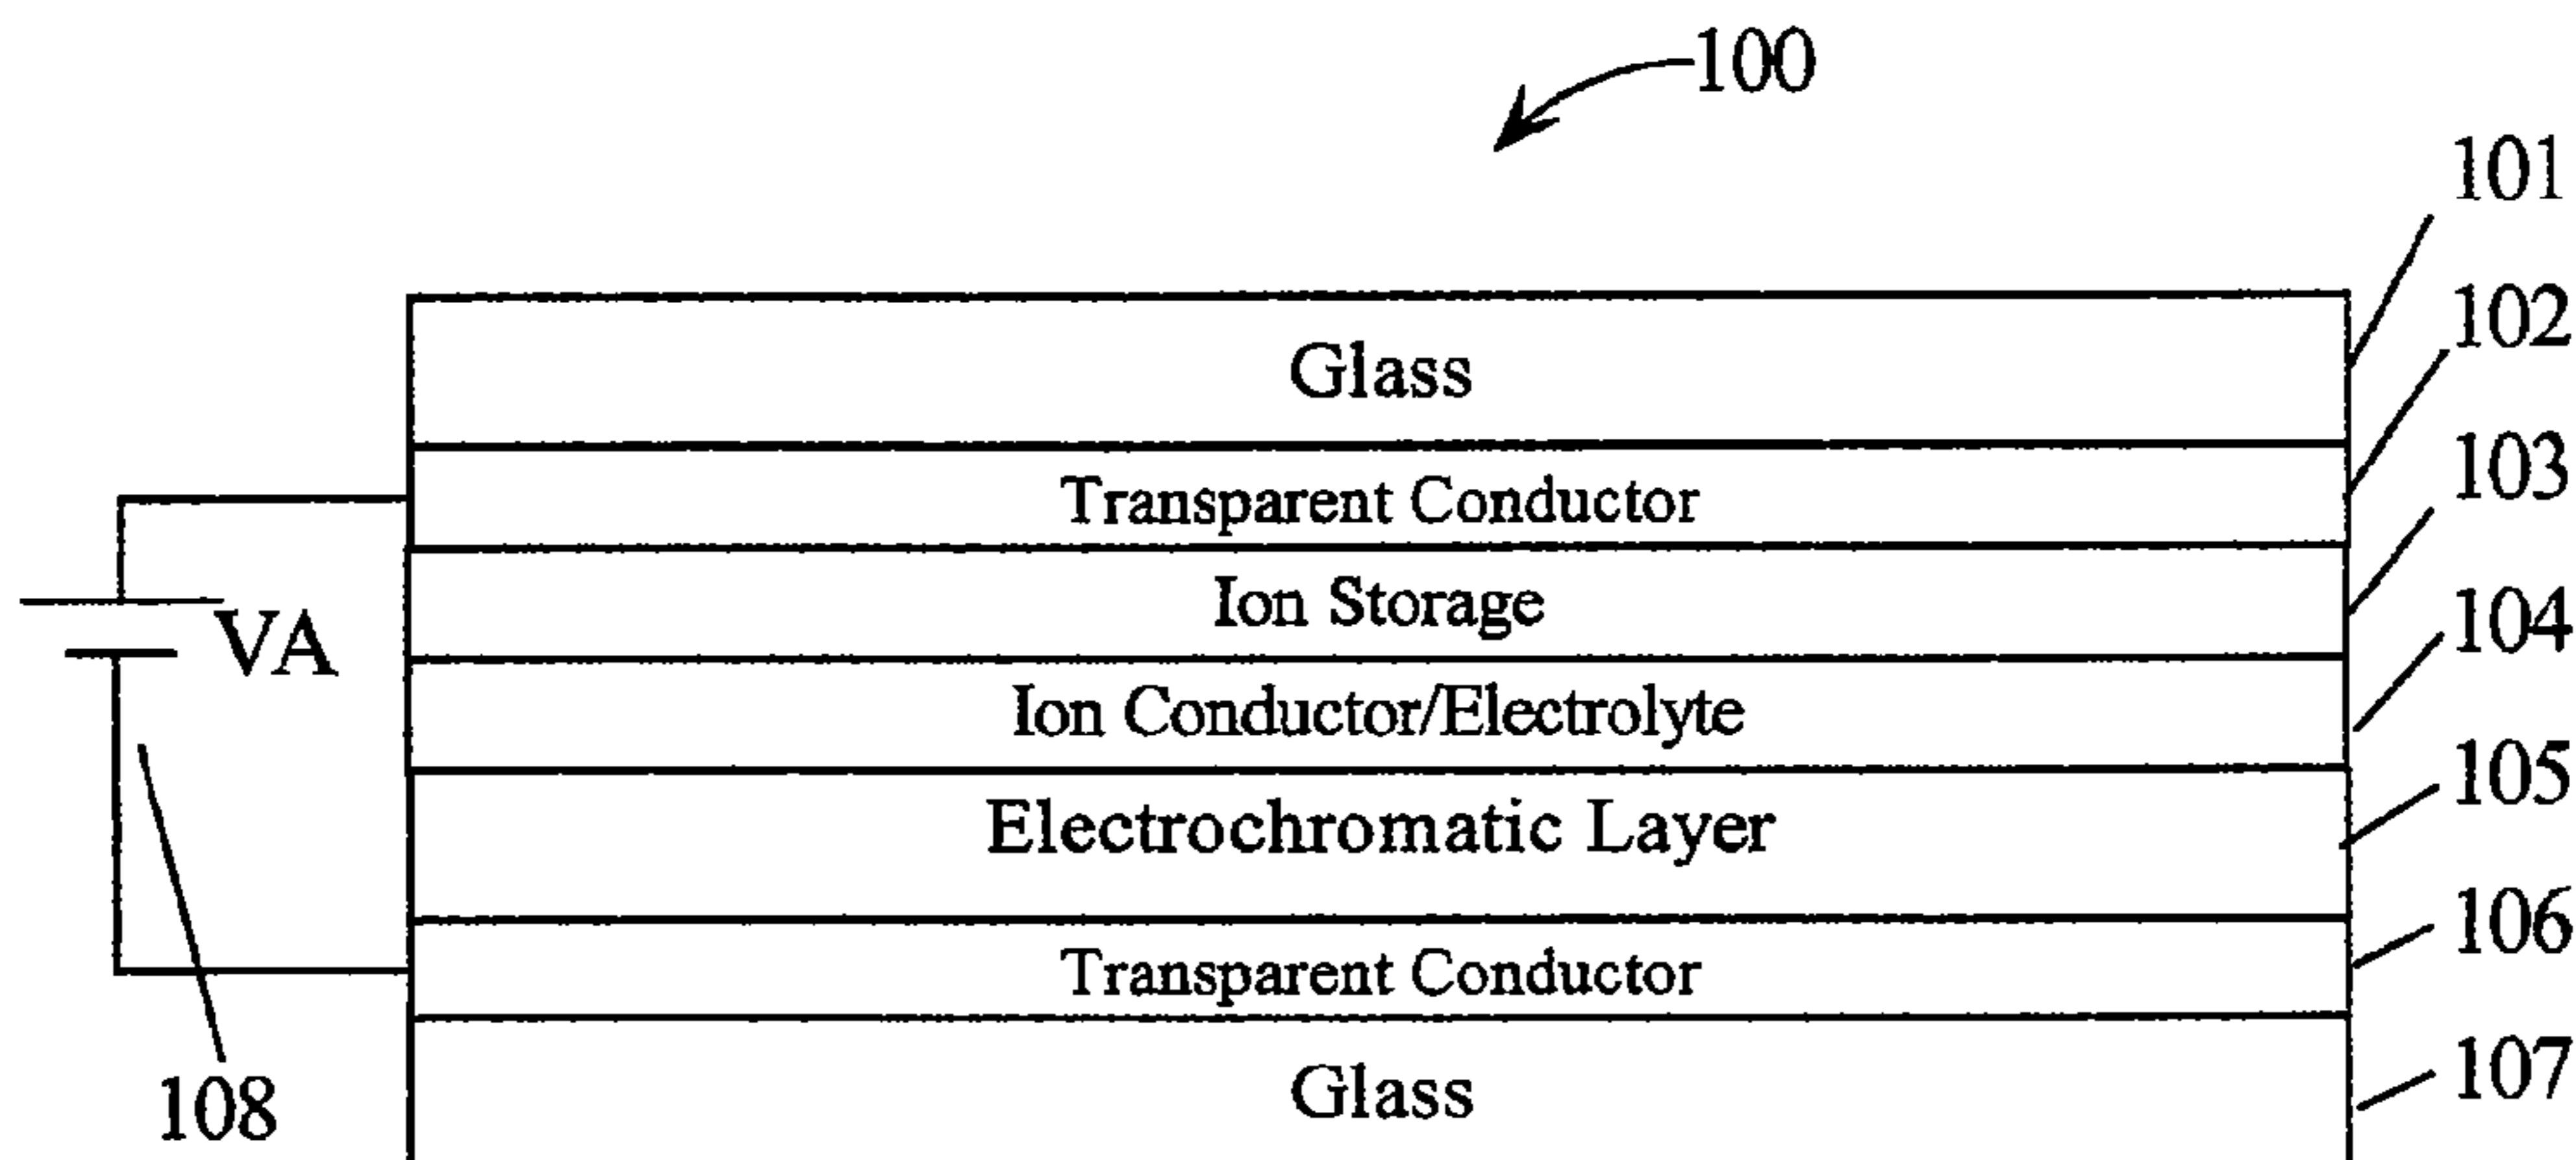 100
101
Glass
102
Transparent Conductor
103
Ion Storage
VA
104
Ion Conductor/Electrolyte
105
Electrochromatic Layer
106
Transparent Conductor
107
Glass
108